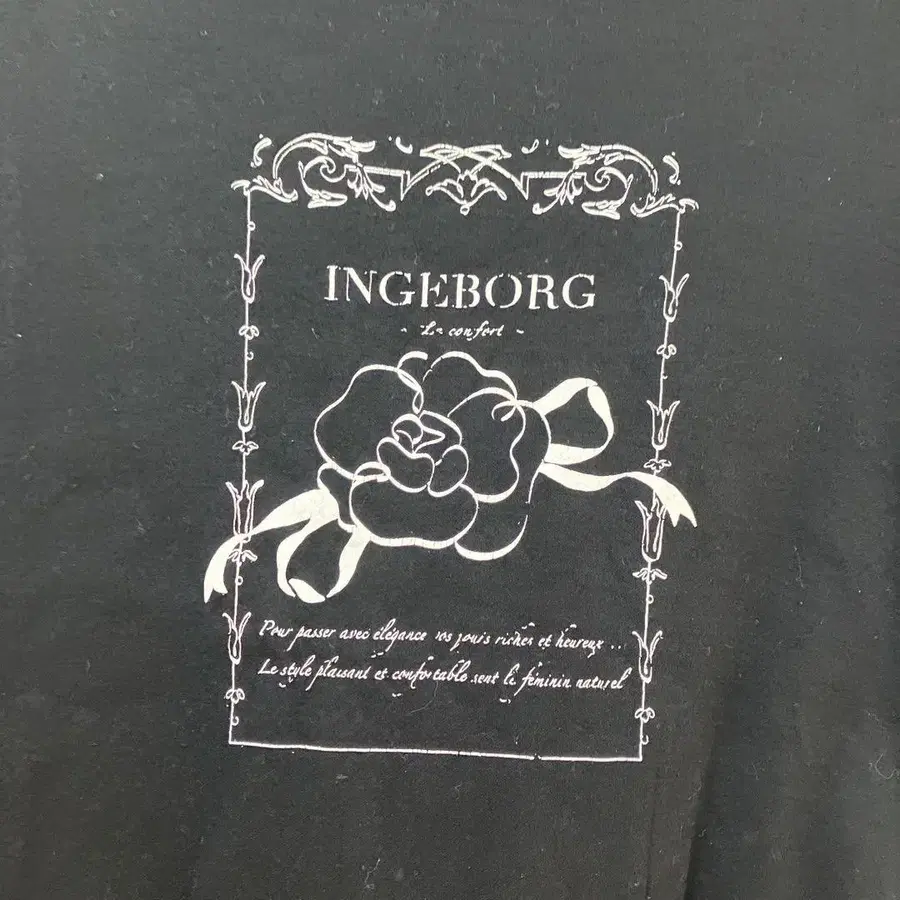 INGEBORG
- Le confort -
Pour passer avec élégance vos jours riches et heureux ..
Le style plaisant et confortable sent le féminin naturel